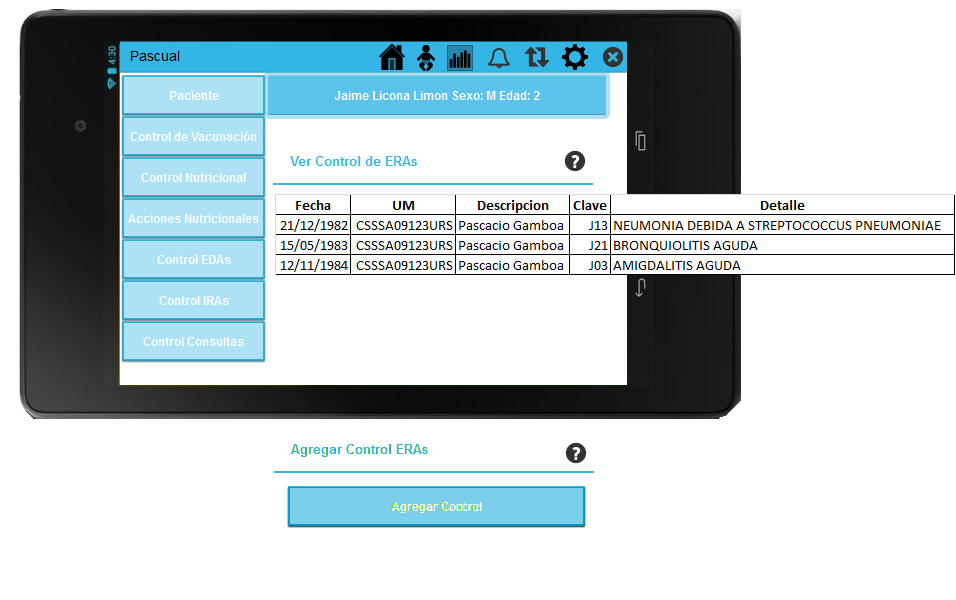 4:30
Pascual
Paciente
Jaime Licona Limon Sexo: M Edad: 2
Control de Vacunación
Control Nutricional
Acciones Nutricionales
Control EDAs
Control IRAs
Control Consultas
Ver Control de ERAs ?
Fecha UM Descripcion Clave Detalle
21/12/1982 CSSSA09123URS Pascacio Gamboa J13 NEUMONIA DEBIDA A STREPTOCOCCUS PNEUMONIAE
15/05/1983 CSSSA09123URS Pascacio Gamboa J21 BRONQUIOLITIS AGUDA
12/11/1984 CSSSA09123URS Pascacio Gamboa J03 AMIGDALITIS AGUDA
Agregar Control ERAs ?
Agregar Control